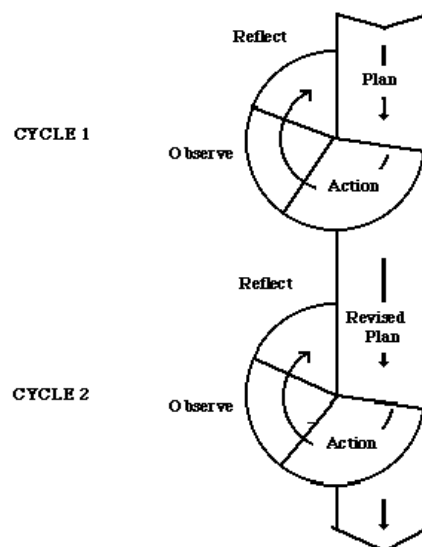 Reflect
Plan
CYCLE 1
Observe
Action
Reflect
Revised
Plan
CYCLE 2
Observe
Action